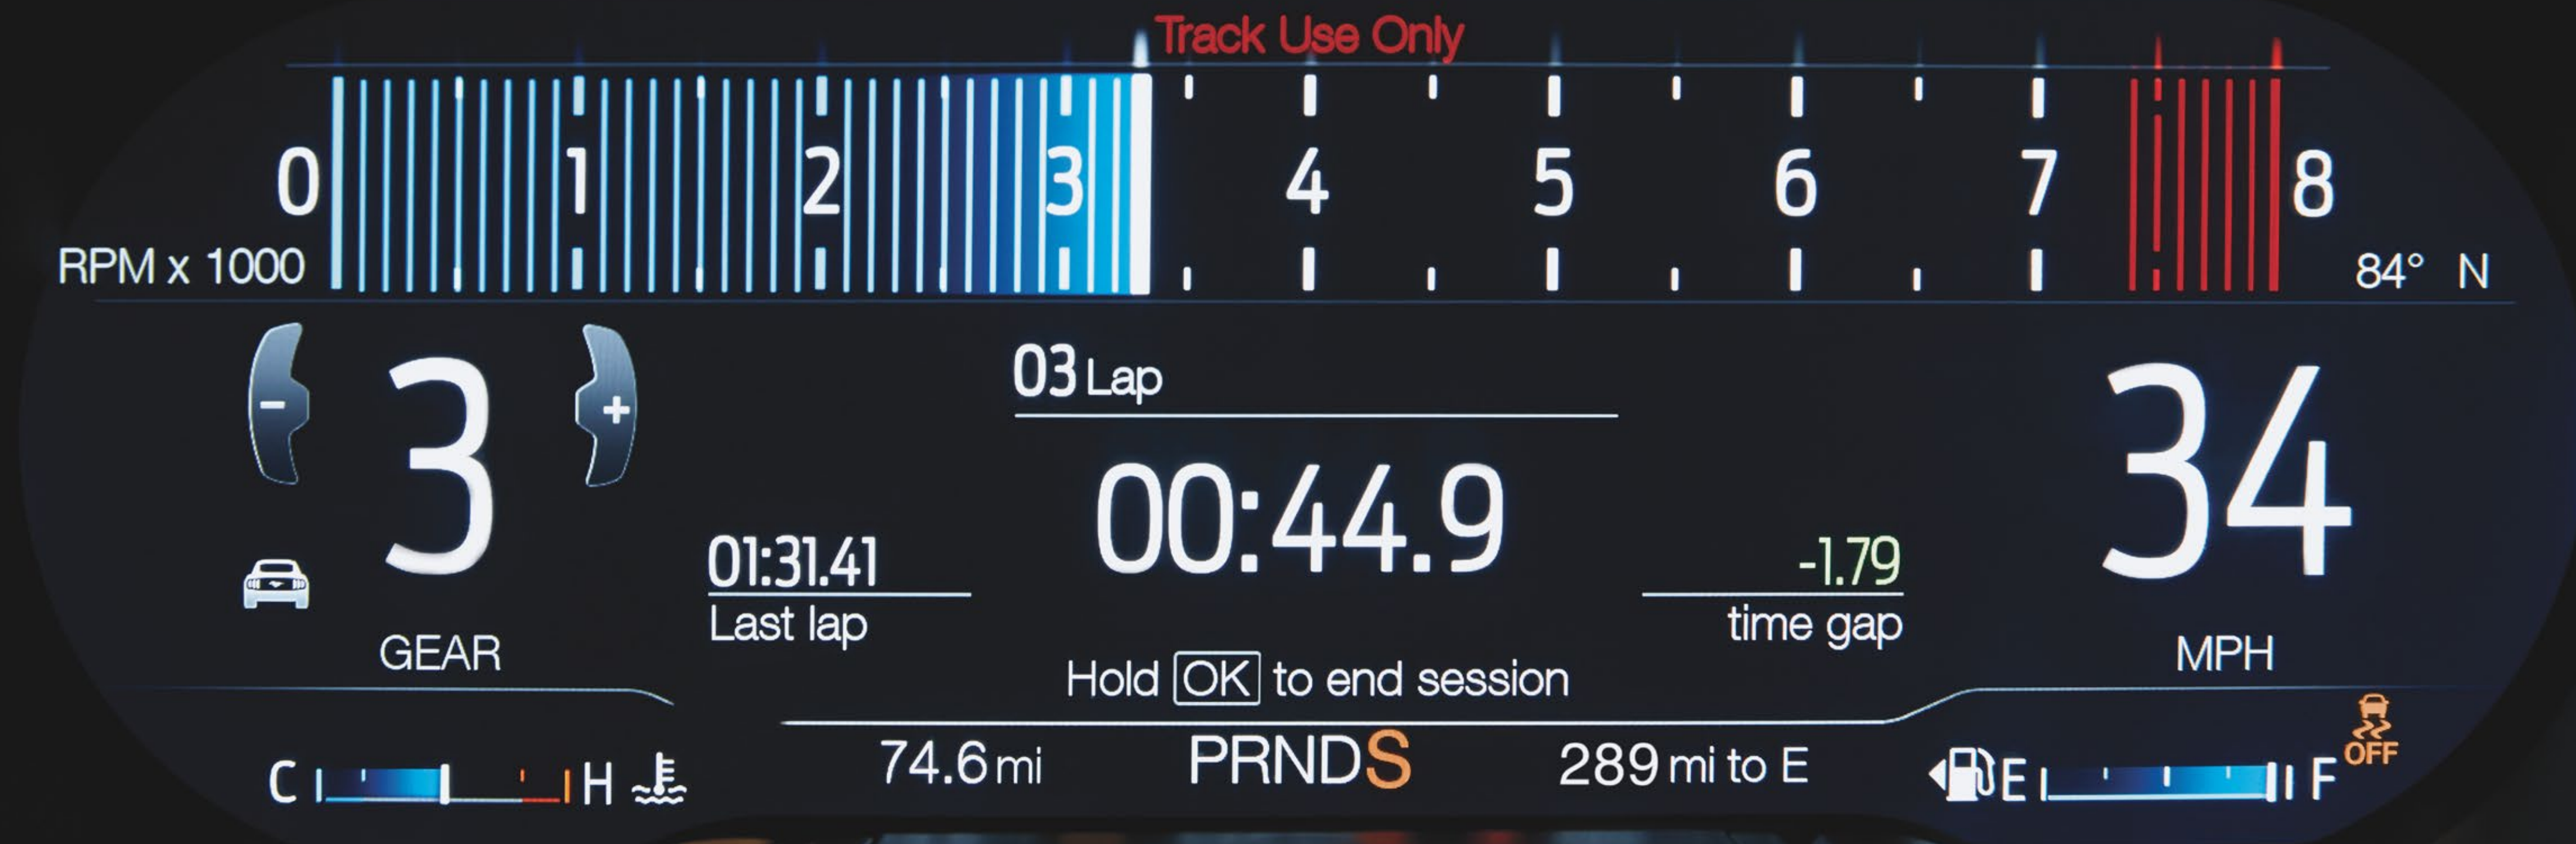 Track Use Only
0 1 2 3 4 5 6 7 8
RPM x 1000
84° N
- 3 +
03 Lap
34
00:44.9
01:31.41
-1.79
Last lap
time gap
GEAR
MPH
Hold OK to end session
OFF
C H
74.6 mi
PRNDS
289 mi to E
E F